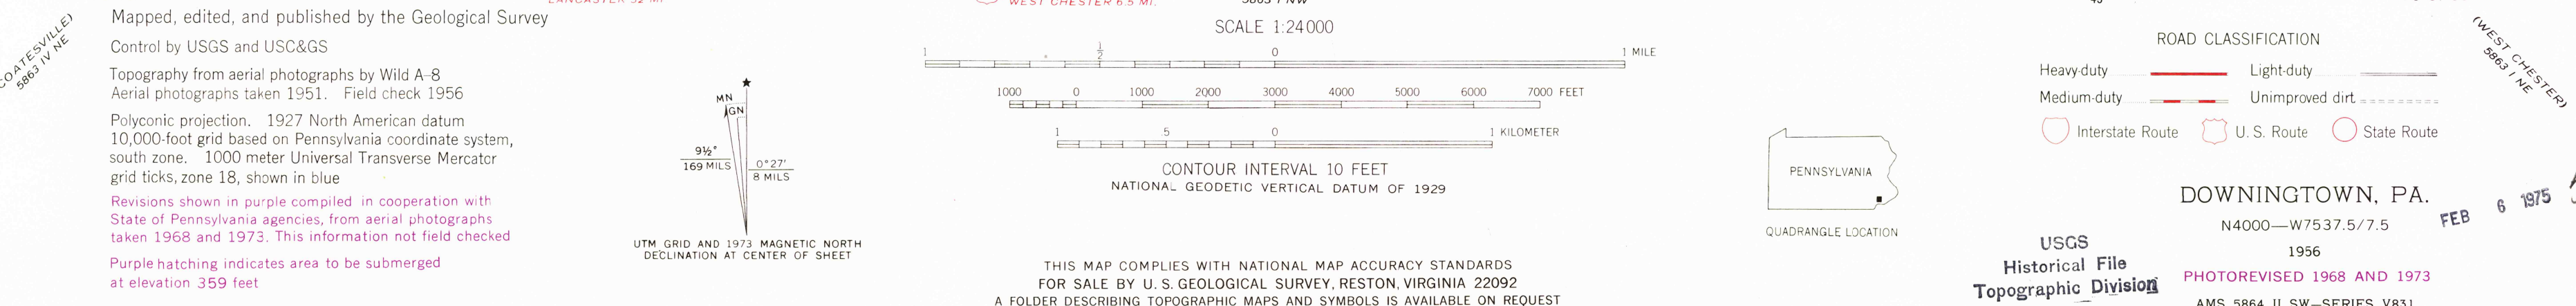 Mapped, edited, and published by the Geological Survey
Control by USGS and USC&GS
Topography from aerial photographs by Wild A-8
Aerial photographs taken 1951. Field check 1956
Polyconic projection. 1927 North American datum
10,000-foot grid based on Pennsylvania coordinate system,
south zone. 1000 meter Universal Transverse Mercator
grid ticks, zone 18, shown in blue
Revisions shown in purple compiled in cooperation with
State of Pennsylvania agencies, from aerial photographs
taken 1968 and 1973. This information not field checked
Purple hatching indicates area to be submerged
at elevation 359 feet
5863 IV NE
MN
GN
9½°
169 MILS
0°27'
8 MILS
UTM GRID AND 1973 MAGNETIC NORTH
DECLINATION AT CENTER OF SHEET
WEST CHESTER 6.5 MI.
SCALE 1:24000
1 ½ 0 1 MILE
1000 0 1000 2000 3000 4000 5000 6000 7000 FEET
1 .5 0 1 KILOMETER
CONTOUR INTERVAL 10 FEET
NATIONAL GEODETIC VERTICAL DATUM OF 1929
THIS MAP COMPLIES WITH NATIONAL MAP ACCURACY STANDARDS
FOR SALE BY U. S. GEOLOGICAL SURVEY, RESTON, VIRGINIA 22092
A FOLDER DESCRIBING TOPOGRAPHIC MAPS AND SYMBOLS IS AVAILABLE ON REQUEST
PENNSYLVANIA
QUADRANGLE LOCATION
ROAD CLASSIFICATION
Heavy-duty Light-duty
Medium-duty Unimproved dirt
Interstate Route U. S. Route State Route
(WEST CHESTER)
5863 I NE
DOWNINGTOWN, PA.
N4000—W7537.5/7.5
1956
PHOTOREVISED 1968 AND 1973
AMS 5864 II SW—SERIES V831
FEB 6 1975
USGS
Historical File
Topographic Division